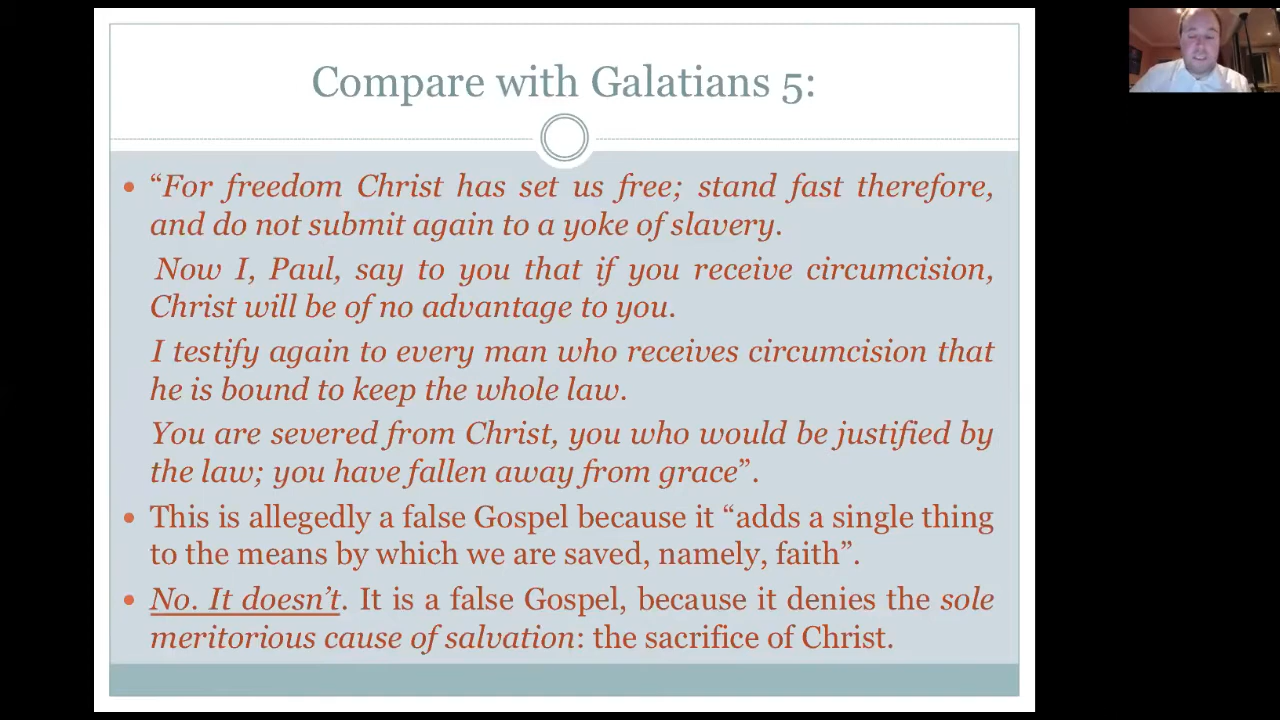 Compare with Galatians 5:
• “For freedom Christ has set us free; stand fast therefore,
and do not submit again to a yoke of slavery.
Now I, Paul, say to you that if you receive circumcision,
Christ will be of no advantage to you.
I testify again to every man who receives circumcision that
he is bound to keep the whole law.
You are severed from Christ, you who would be justified by
the law; you have fallen away from grace”.
• This is allegedly a false Gospel because it “adds a single thing
to the means by which we are saved, namely, faith”.
• No. It doesn’t. It is a false Gospel, because it denies the sole
meritorious cause of salvation: the sacrifice of Christ.